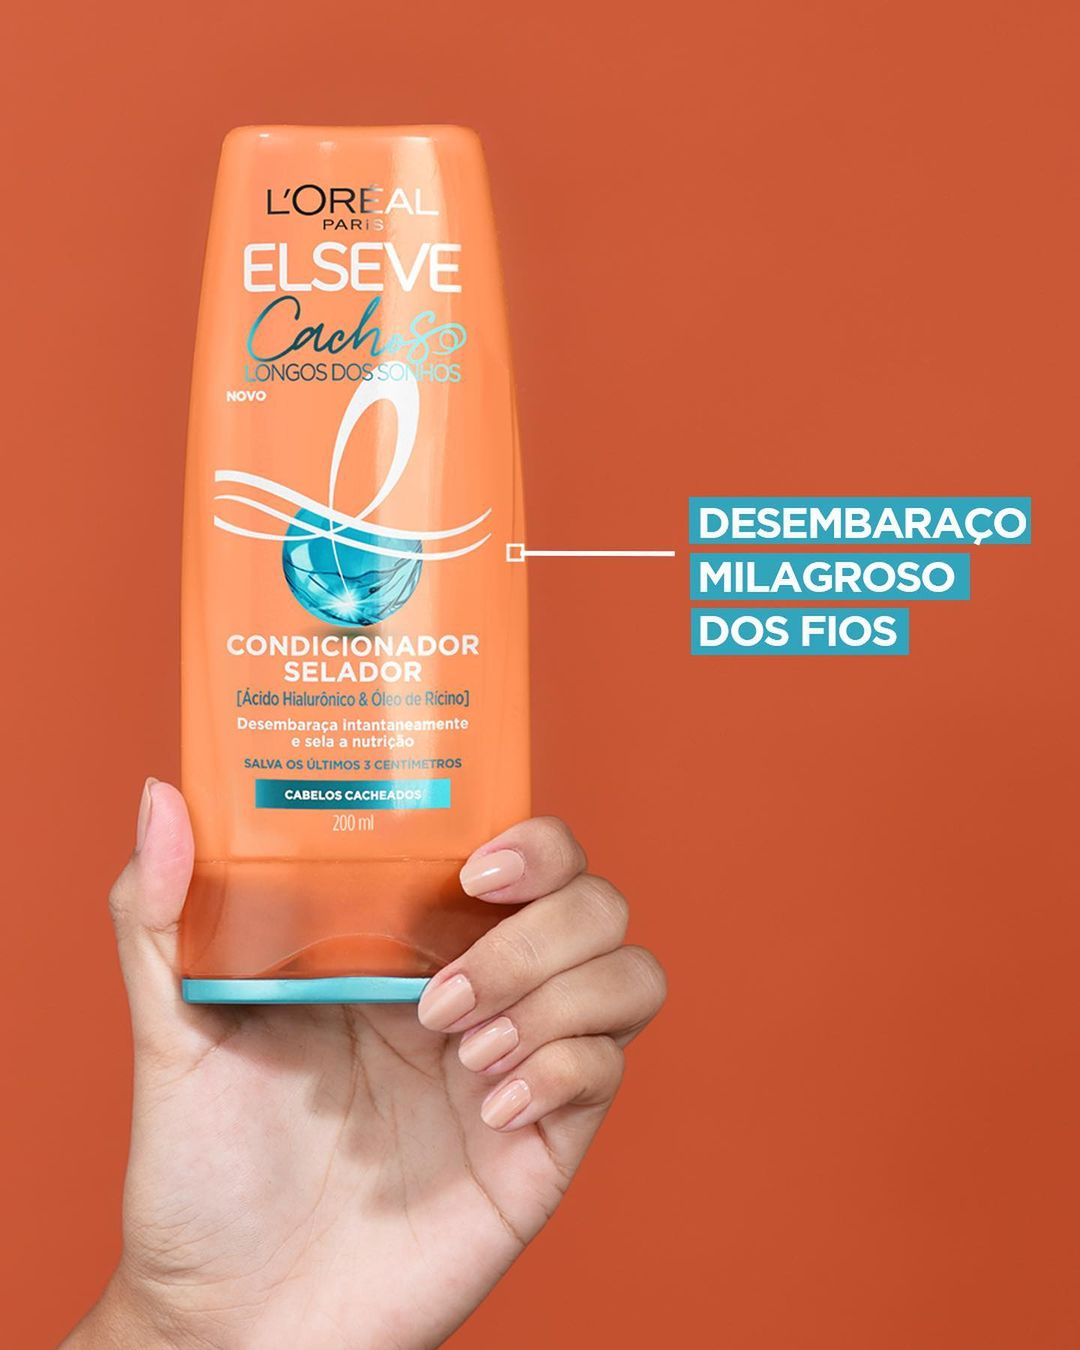 L'ORÉAL
PARIS
ELSEVE
Cachos
LONGOS DOS SONHOS
NOVO
CONDICIONADOR
SELADOR
[Ácido Hialurônico & Óleo de Rícino]
Desembaraça intantaneamente
e sela a nutrição
SALVA OS ÚLTIMOS 3 CENTÍMETROS
CABELOS CACHEADOS
200 ml
DESEMBARAÇO
MILAGROSO
DOS FIOS